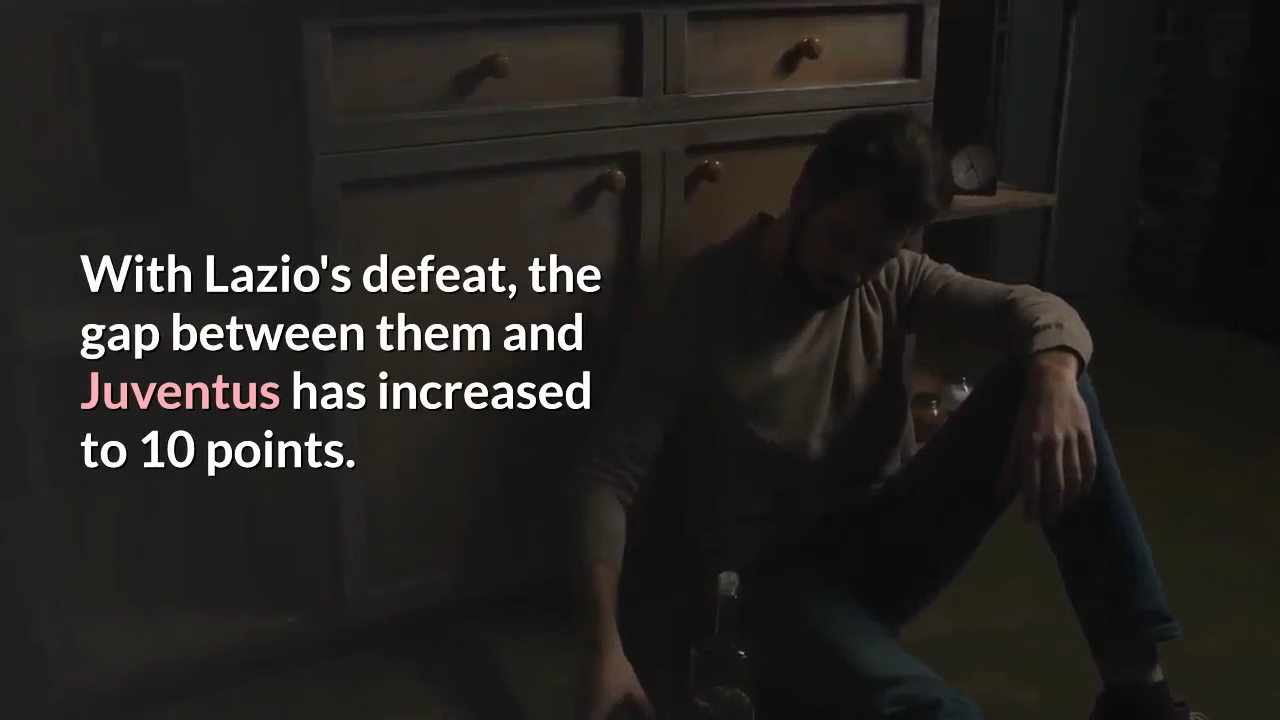 With Lazio's defeat, the
gap between them and
Juventus has increased
to 10 points.